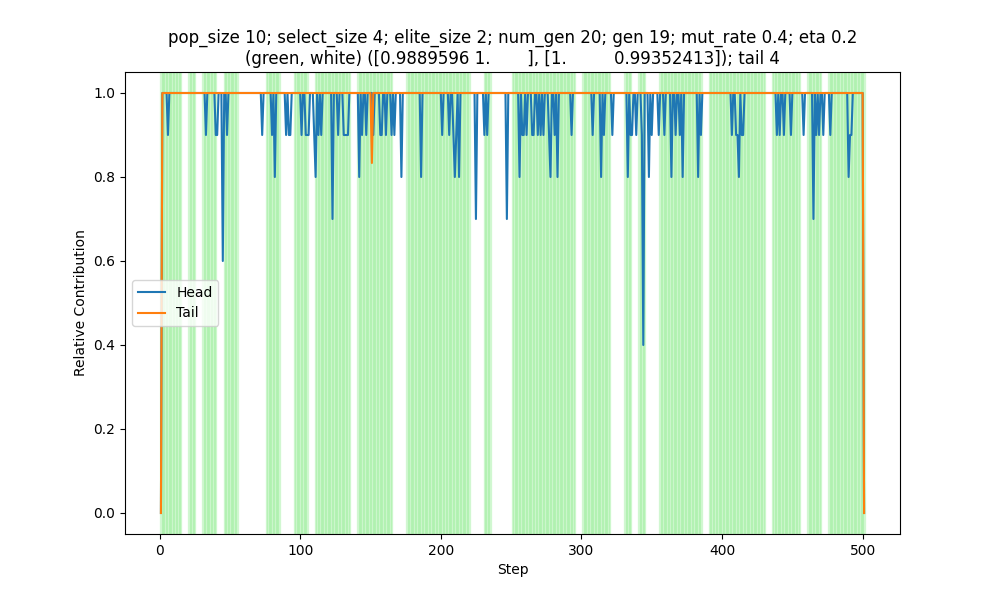 pop_size 10; select_size 4; elite_size 2; num_gen 20; gen 19; mut_rate 0.4; eta 0.2
(green, white) ([0.9889596 1.        ], [1.          0.99352413]); tail 4
1.0
0.8
0.6
0.4
0.2
0.0
Relative Contribution
Head
Tail
0
100
200
300
400
500
Step